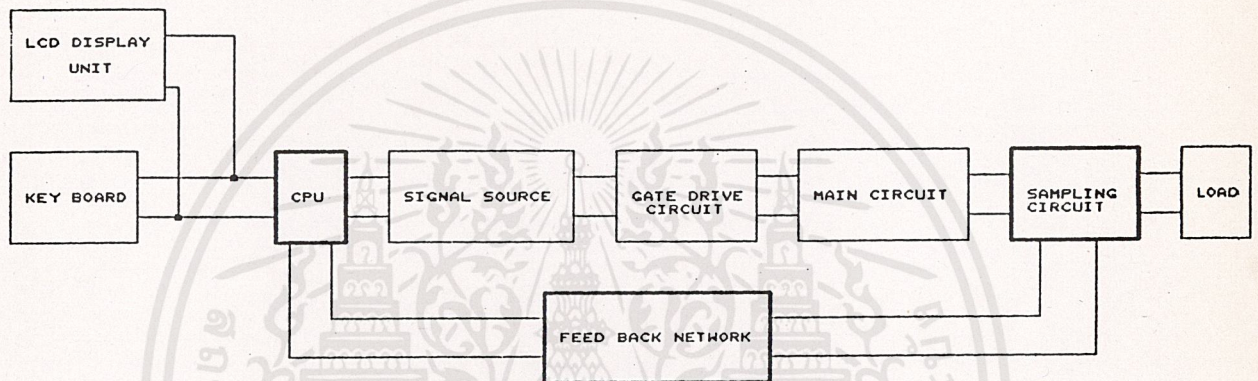 LCD DISPLAY
UNIT
KEY BOARD
CPU
SIGNAL SOURCE
GATE DRIVE
CIRCUIT
MAIN CIRCUIT
SAMPLING
CIRCUIT
LOAD
FEED BACK NETWORK